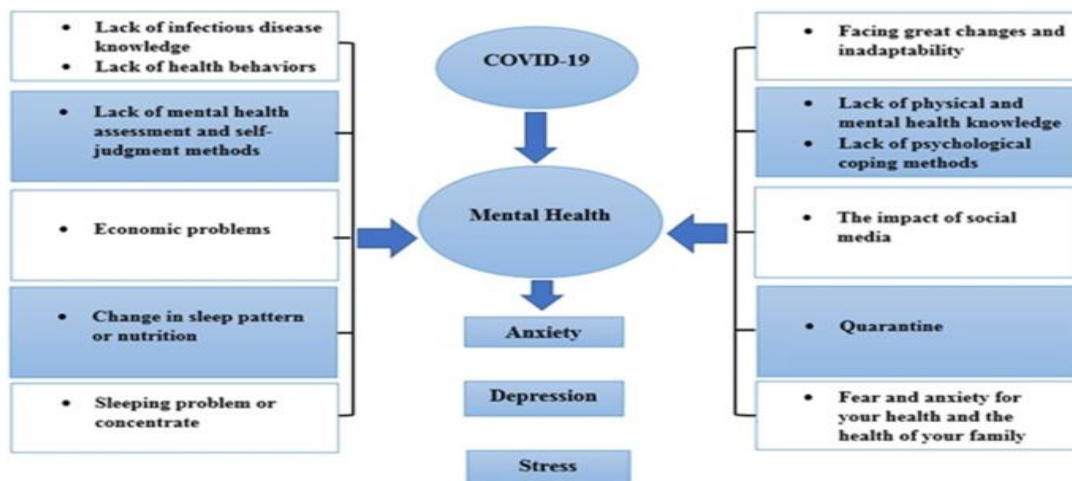 • Lack of infectious disease
knowledge
• Lack of health behaviors
• Lack of mental health
assessment and self-
judgment methods
• Economic problems
• Change in sleep pattern
or nutrition
• Sleeping problem or
concentrate
COVID-19
Mental Health
Anxiety
Depression
Stress
• Facing great changes and
inadaptability
• Lack of physical and
mental health knowledge
• Lack of psychological
coping methods
• The impact of social
media
• Quarantine
• Fear and anxiety for
your health and the
health of your family